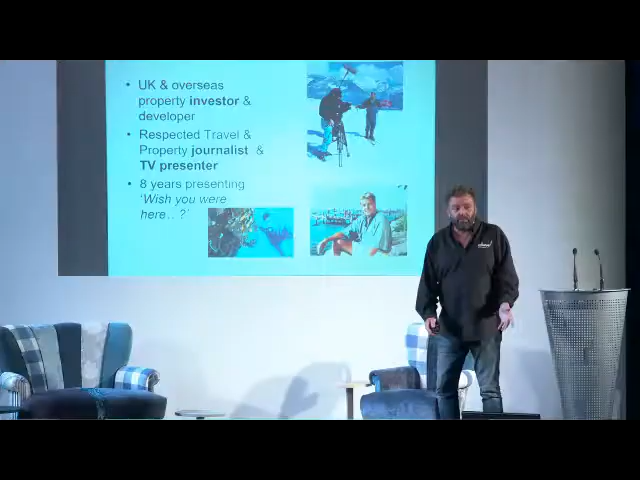 • UK & overseas
property investor &
developer
• Respected Travel &
Property journalist &
TV presenter
• 8 years presenting
‘Wish you were
here.. ?’